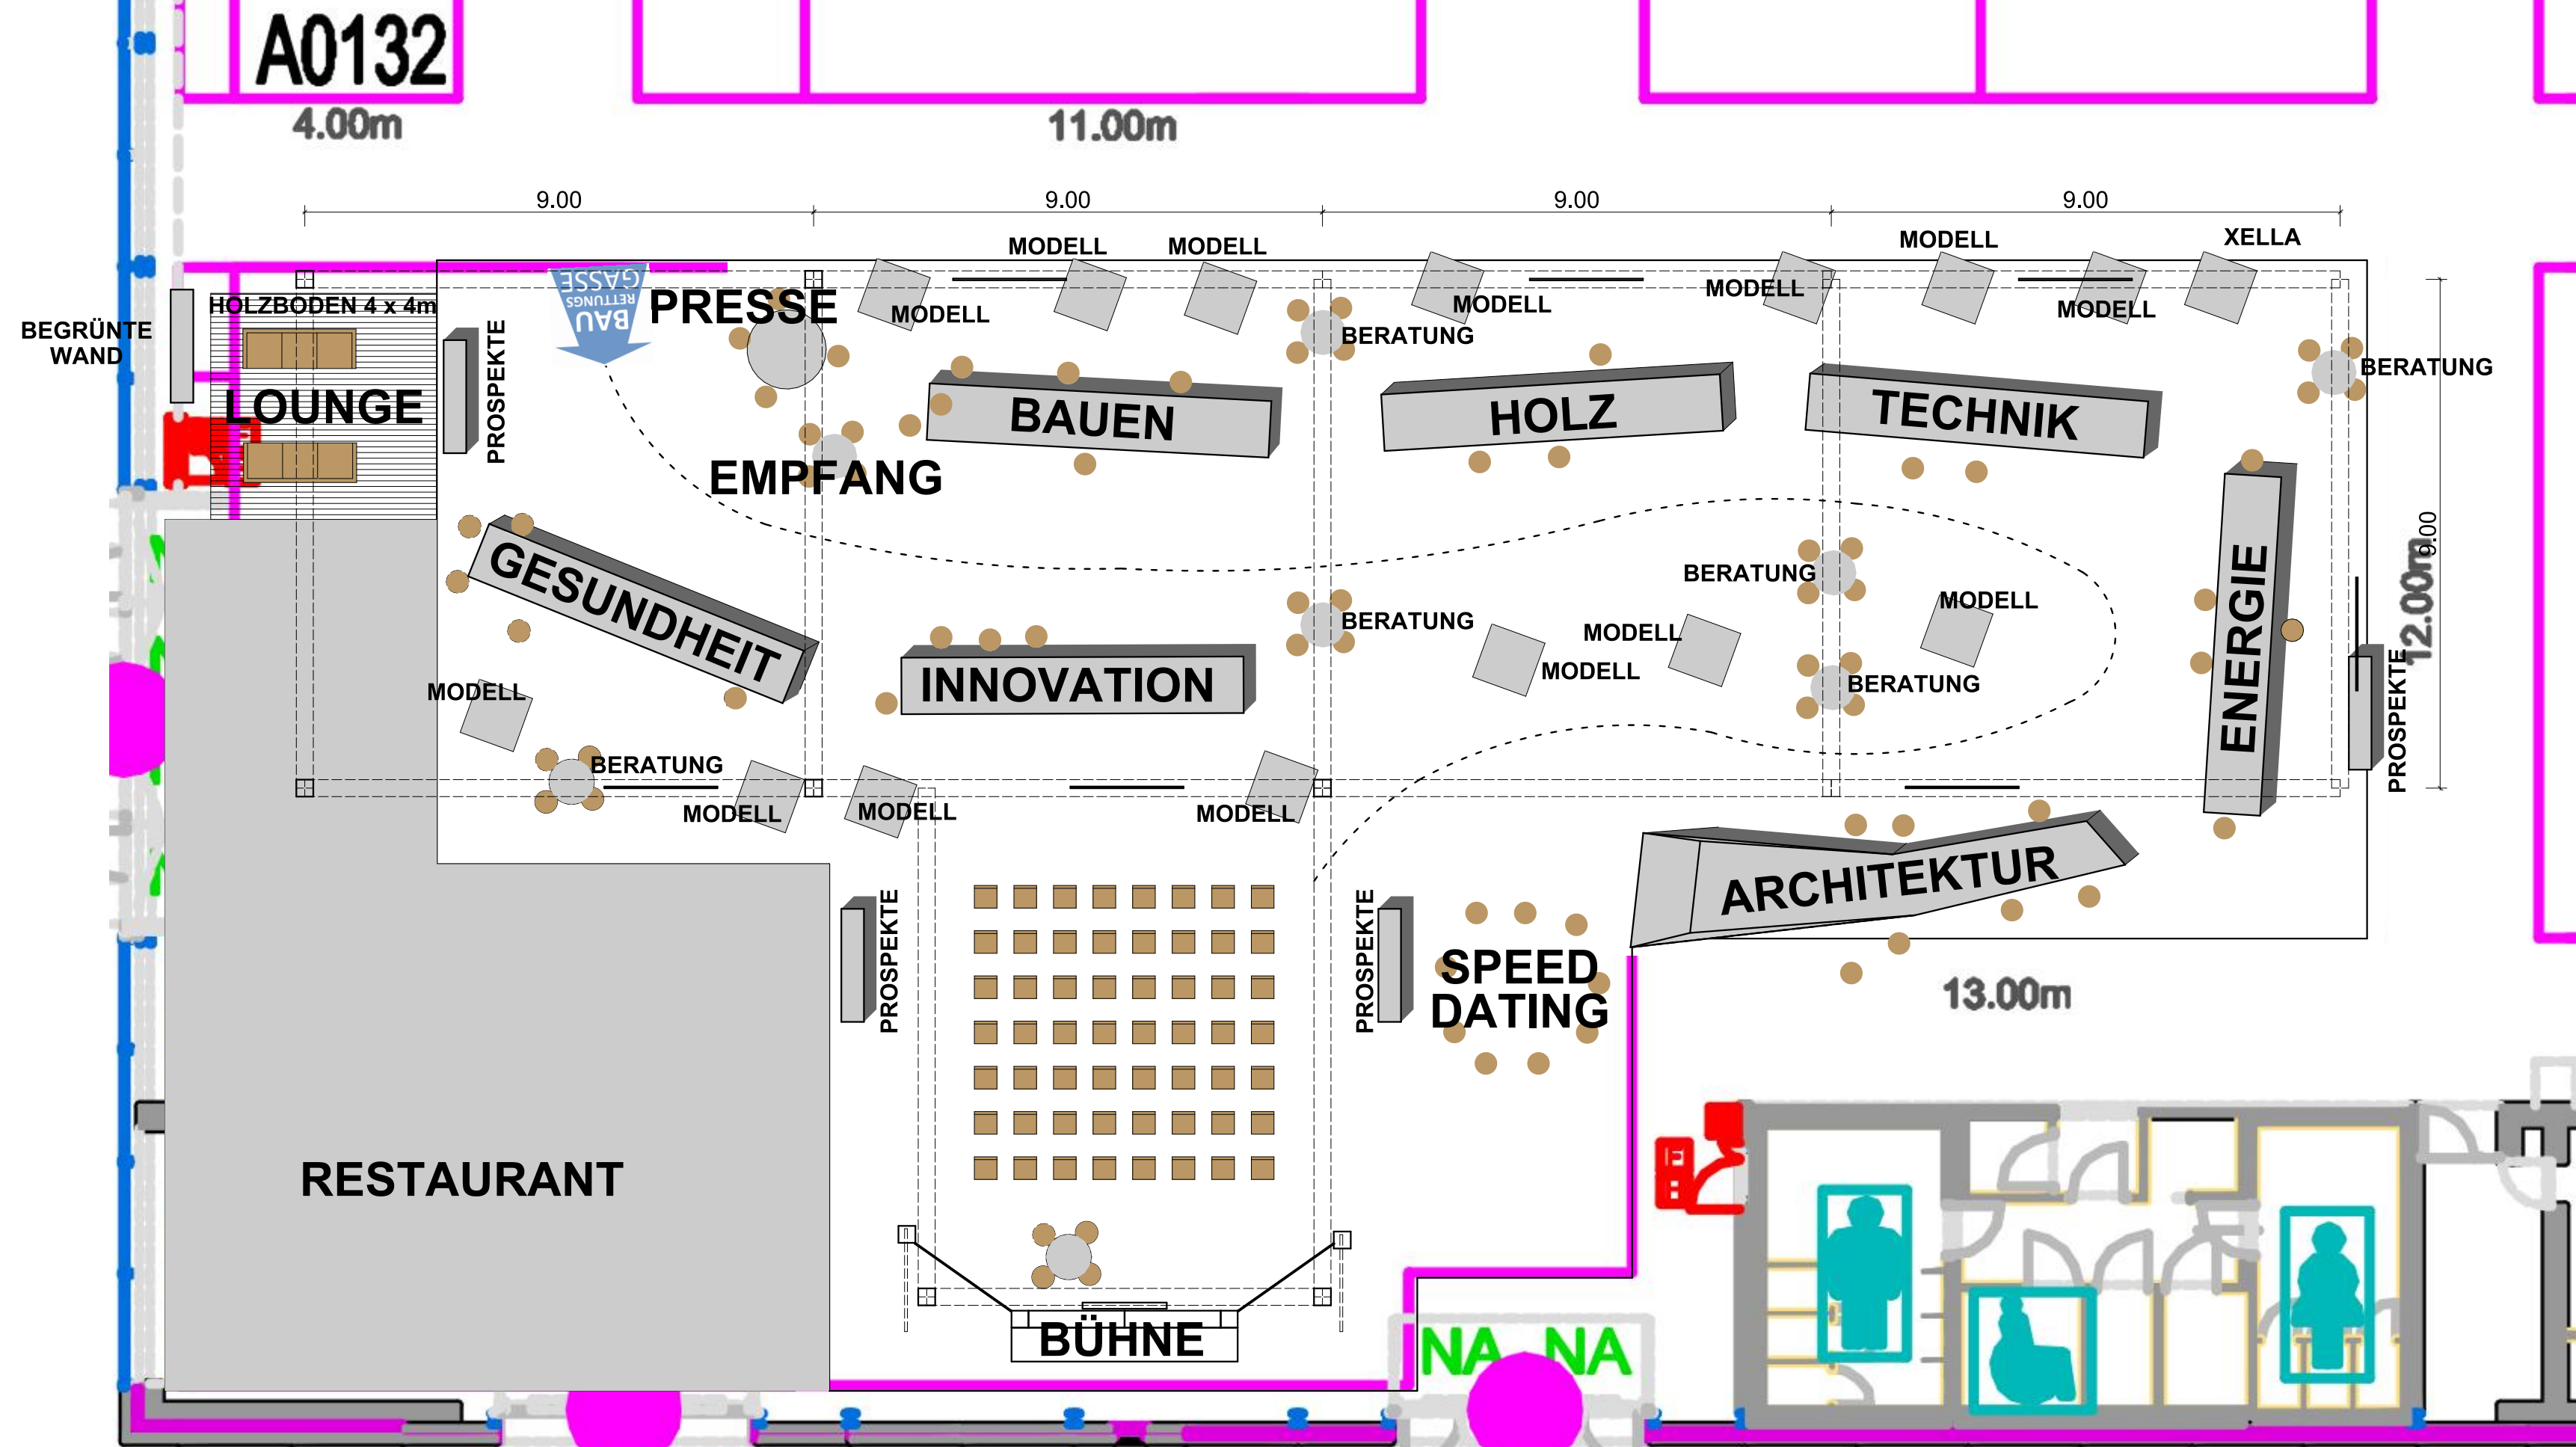 A0132
4.00m
11.00m
9.00
9.00
9.00
9.00
MODELL
MODELL
MODELL
XELLA
HOLZBODEN 4 x 4m
BAU
RETTUNGS
GASSE
PRESSE
MODELL
MODELL
MODELL
MODELL
BEGRÜNTE
WAND
PROSPEKTE
BERATUNG
BERATUNG
LOUNGE
BAUEN
HOLZ
TECHNIK
EMPFANG
9.00
12.00m
GESUNDHEIT
BERATUNG
MODELL
BERATUNG
MODELL
MODELL
ENERGIE
INNOVATION
BERATUNG
MODELL
PROSPEKTE
BERATUNG
MODELL
MODELL
MODELL
ARCHITEKTUR
PROSPEKTE
PROSPEKTE
SPEED
DATING
13.00m
RESTAURANT
F
BÜHNE
NA
NA